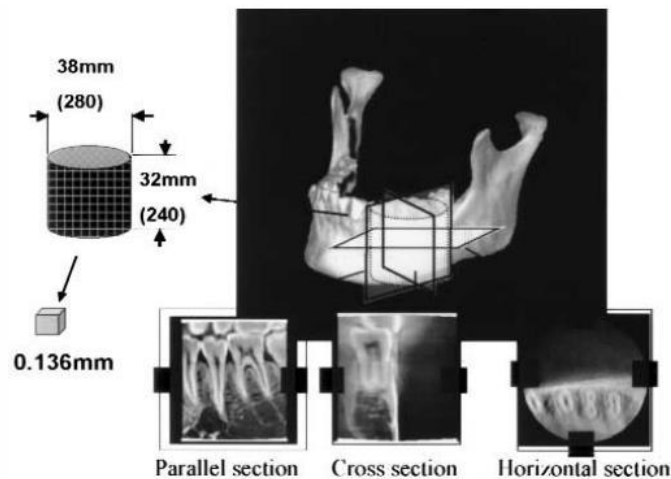 38mm
(280)
32mm
(240)
0.136mm
Parallel section
Cross section
Horizontal section